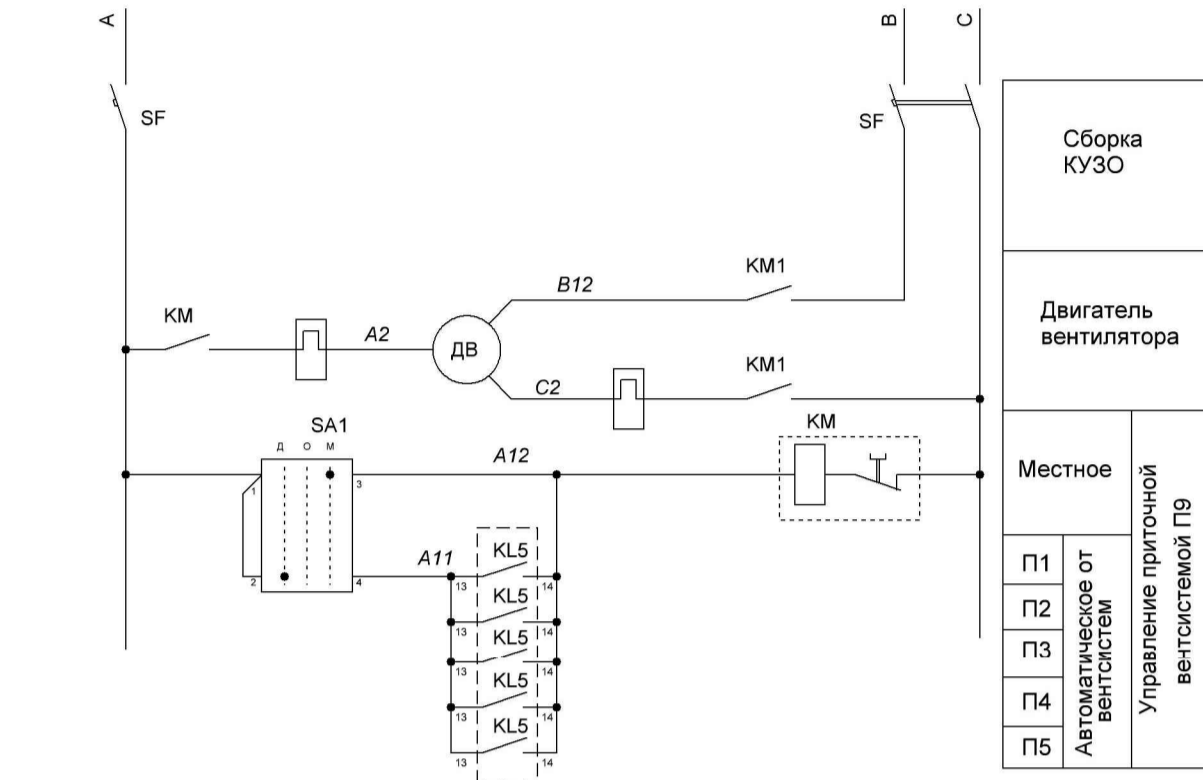 A
B
C
SF
SF
Сборка
КУЗО
KM1
B12
KM
A2
ДВ
Двигатель
вентилятора
KM1
C2
SA1
Д О М
KM
A12
1
3
Местное
Управление приточной
вентсистемой П9
2
4
A11
KL5
13
14
KL5
13
14
KL5
13
14
KL5
13
14
KL5
13
14
П1
П2
П3
П4
П5
Автоматическое от
вентсистем